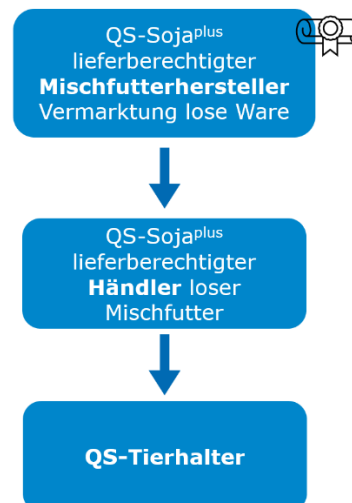 QS-Sojaplus
lieferberechtigter
Mischfutterhersteller
Vermarktung lose Ware
QS-Sojaplus
lieferberechtigter
Händler loser
Mischfutter
QS-Tierhalter